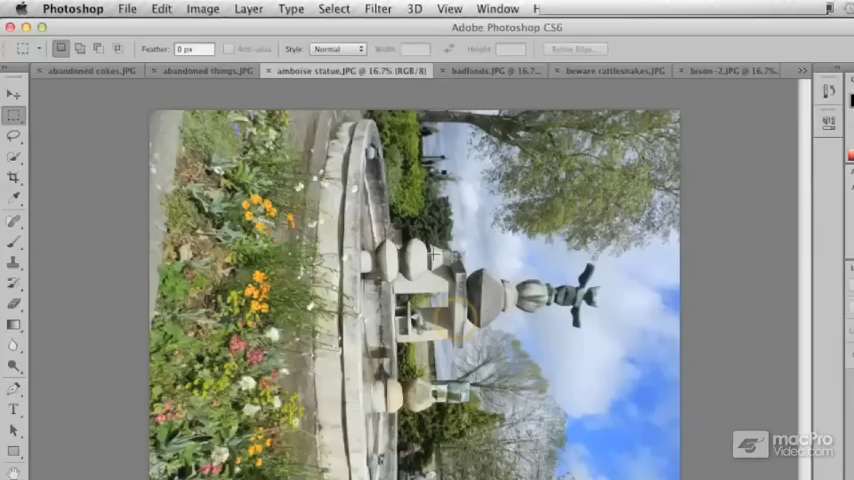 Photoshop File Edit Image Layer Type Select Filter 3D View Window H
Adobe Photoshop CS6
Feather: 0 px Anti-alias Style: Normal Width: Height: Refine Edge...
abandoned cokes.JPG abandoned things.JPG amboise statue.JPG @ 16.7% (RGB/8) badlands.JPG @ 16.7... beware rattlesnakes.JPG bison-2.JPG @ 16.7%...
T
macPro
Video.com